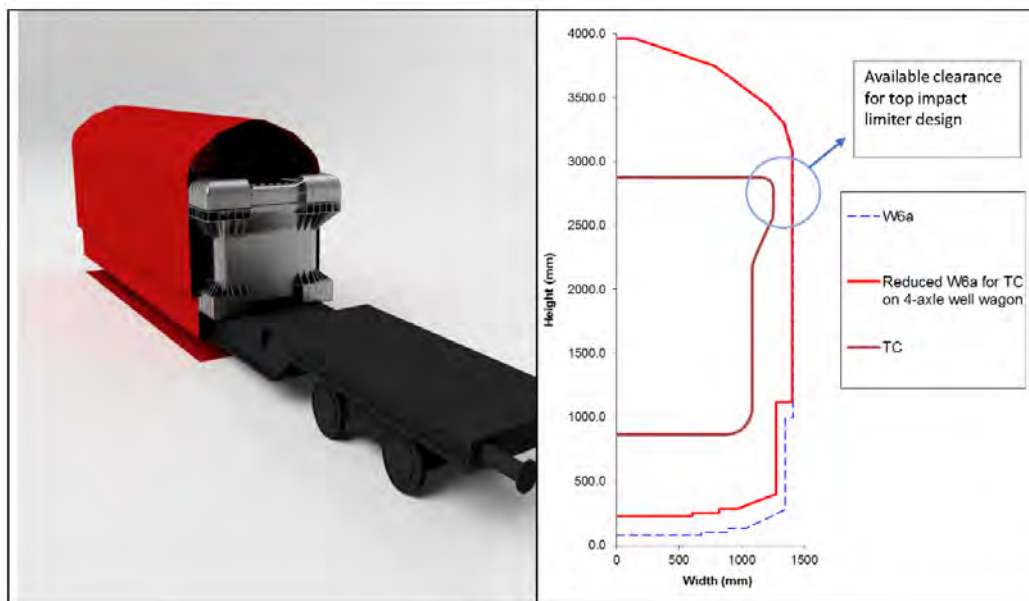 4000.0
3500.0
3000.0
2500.0
2000.0
1500.0
1000.0
500.0
0.0
Height (mm)
0
500
1000
1500
Width (mm)
Available clearance
for top impact
limiter design
W6a
Reduced W6a for TC
on 4-axle well wagon
TC